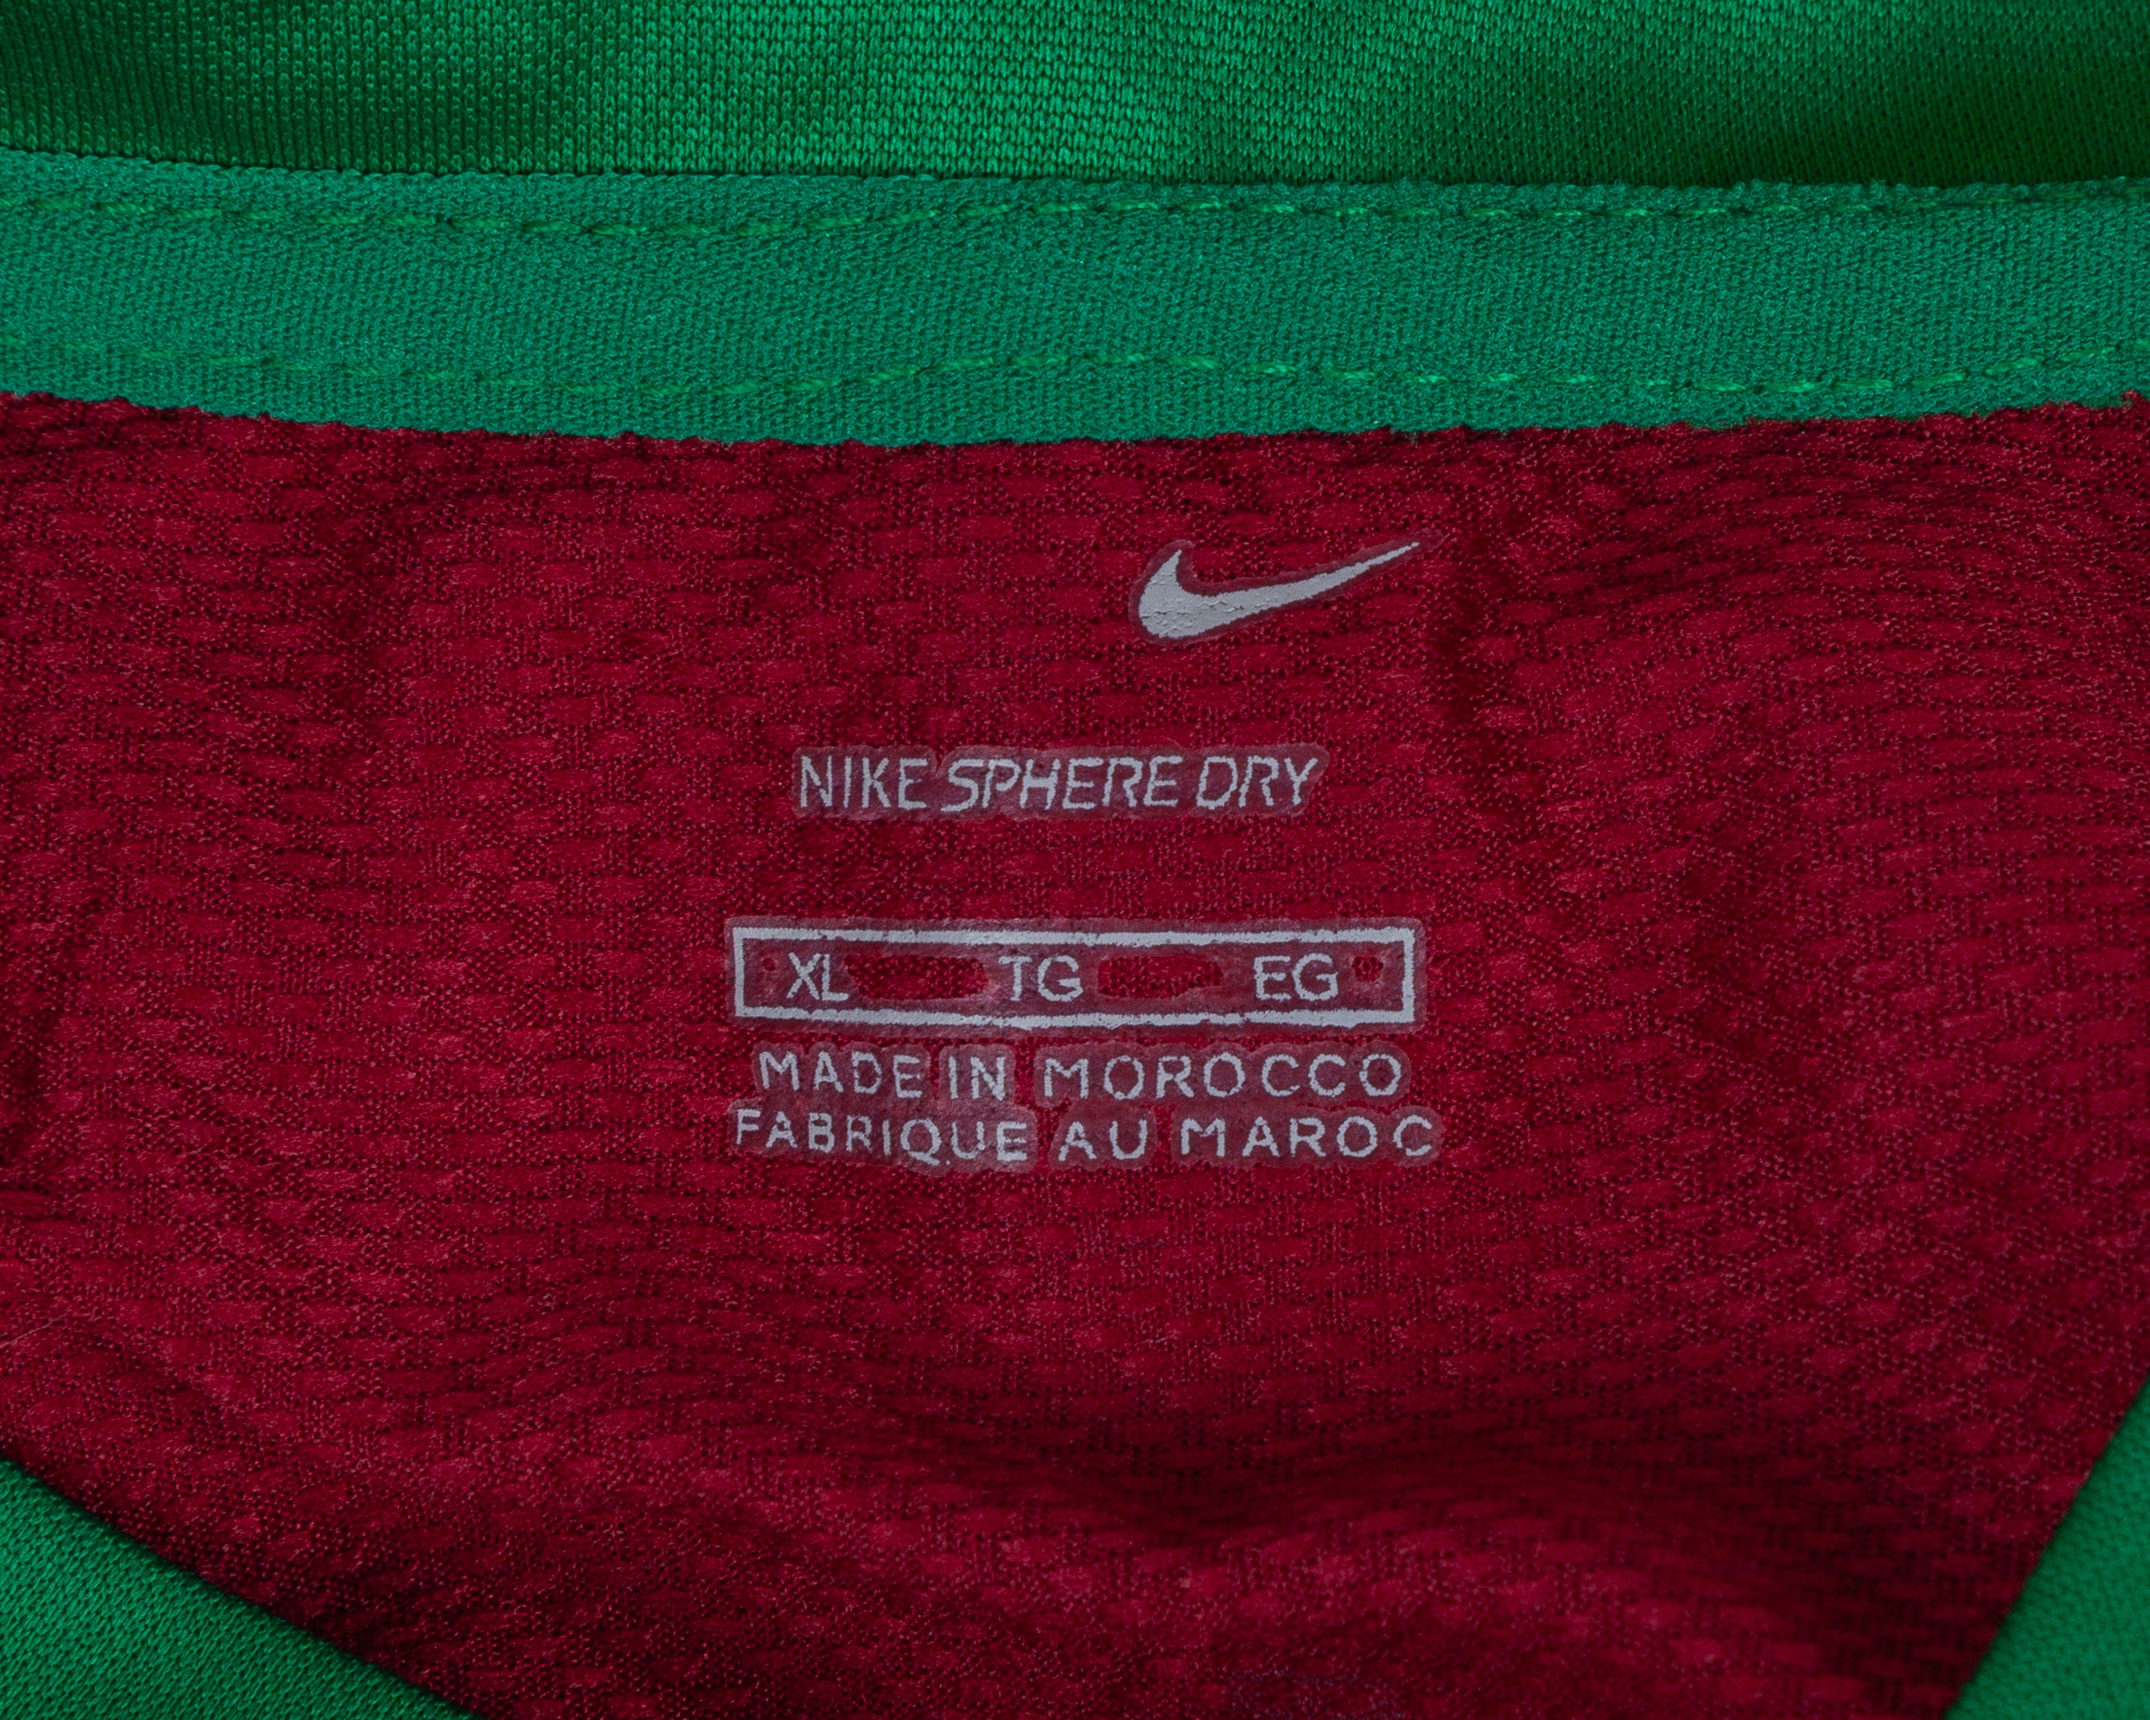 NIKE SPHERE DRY
XL TG EG
MADE IN MOROCCO
FABRIQUE AU MAROC